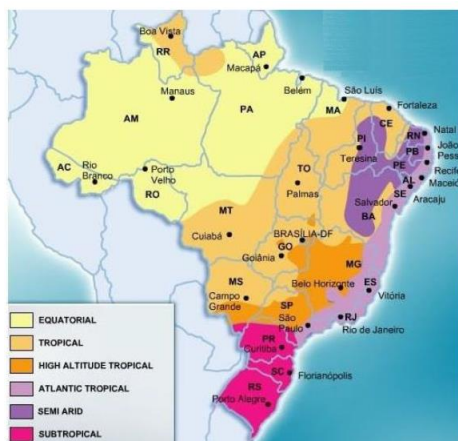 Boa Vista
RR
AP
Macapá
Belém
São Luís
Fortaleza
Manaus
AM
PA
MA
CE
RN
Natal
PI
Teresina
PB
João
Pess
PE
Recife
AL
Maceió
SE
Aracaju
AC
Rio
Branco
Porto
Velho
RO
TO
Palmas
Salvador
BA
MT
Cuiabá
BRASÍLIA-DF
GO
Goiânia
MG
Belo Horizonte
ES
Vitória
MS
Campo
Grande
SP
São
Paulo
RJ
Rio de Janeiro
PR
Curitiba
SC
Florianópolis
RS
Porto Alegre
EQUATORIAL
TROPICAL
HIGH ALTITUDE TROPICAL
ATLANTIC TROPICAL
SEMI ARID
SUBTROPICAL